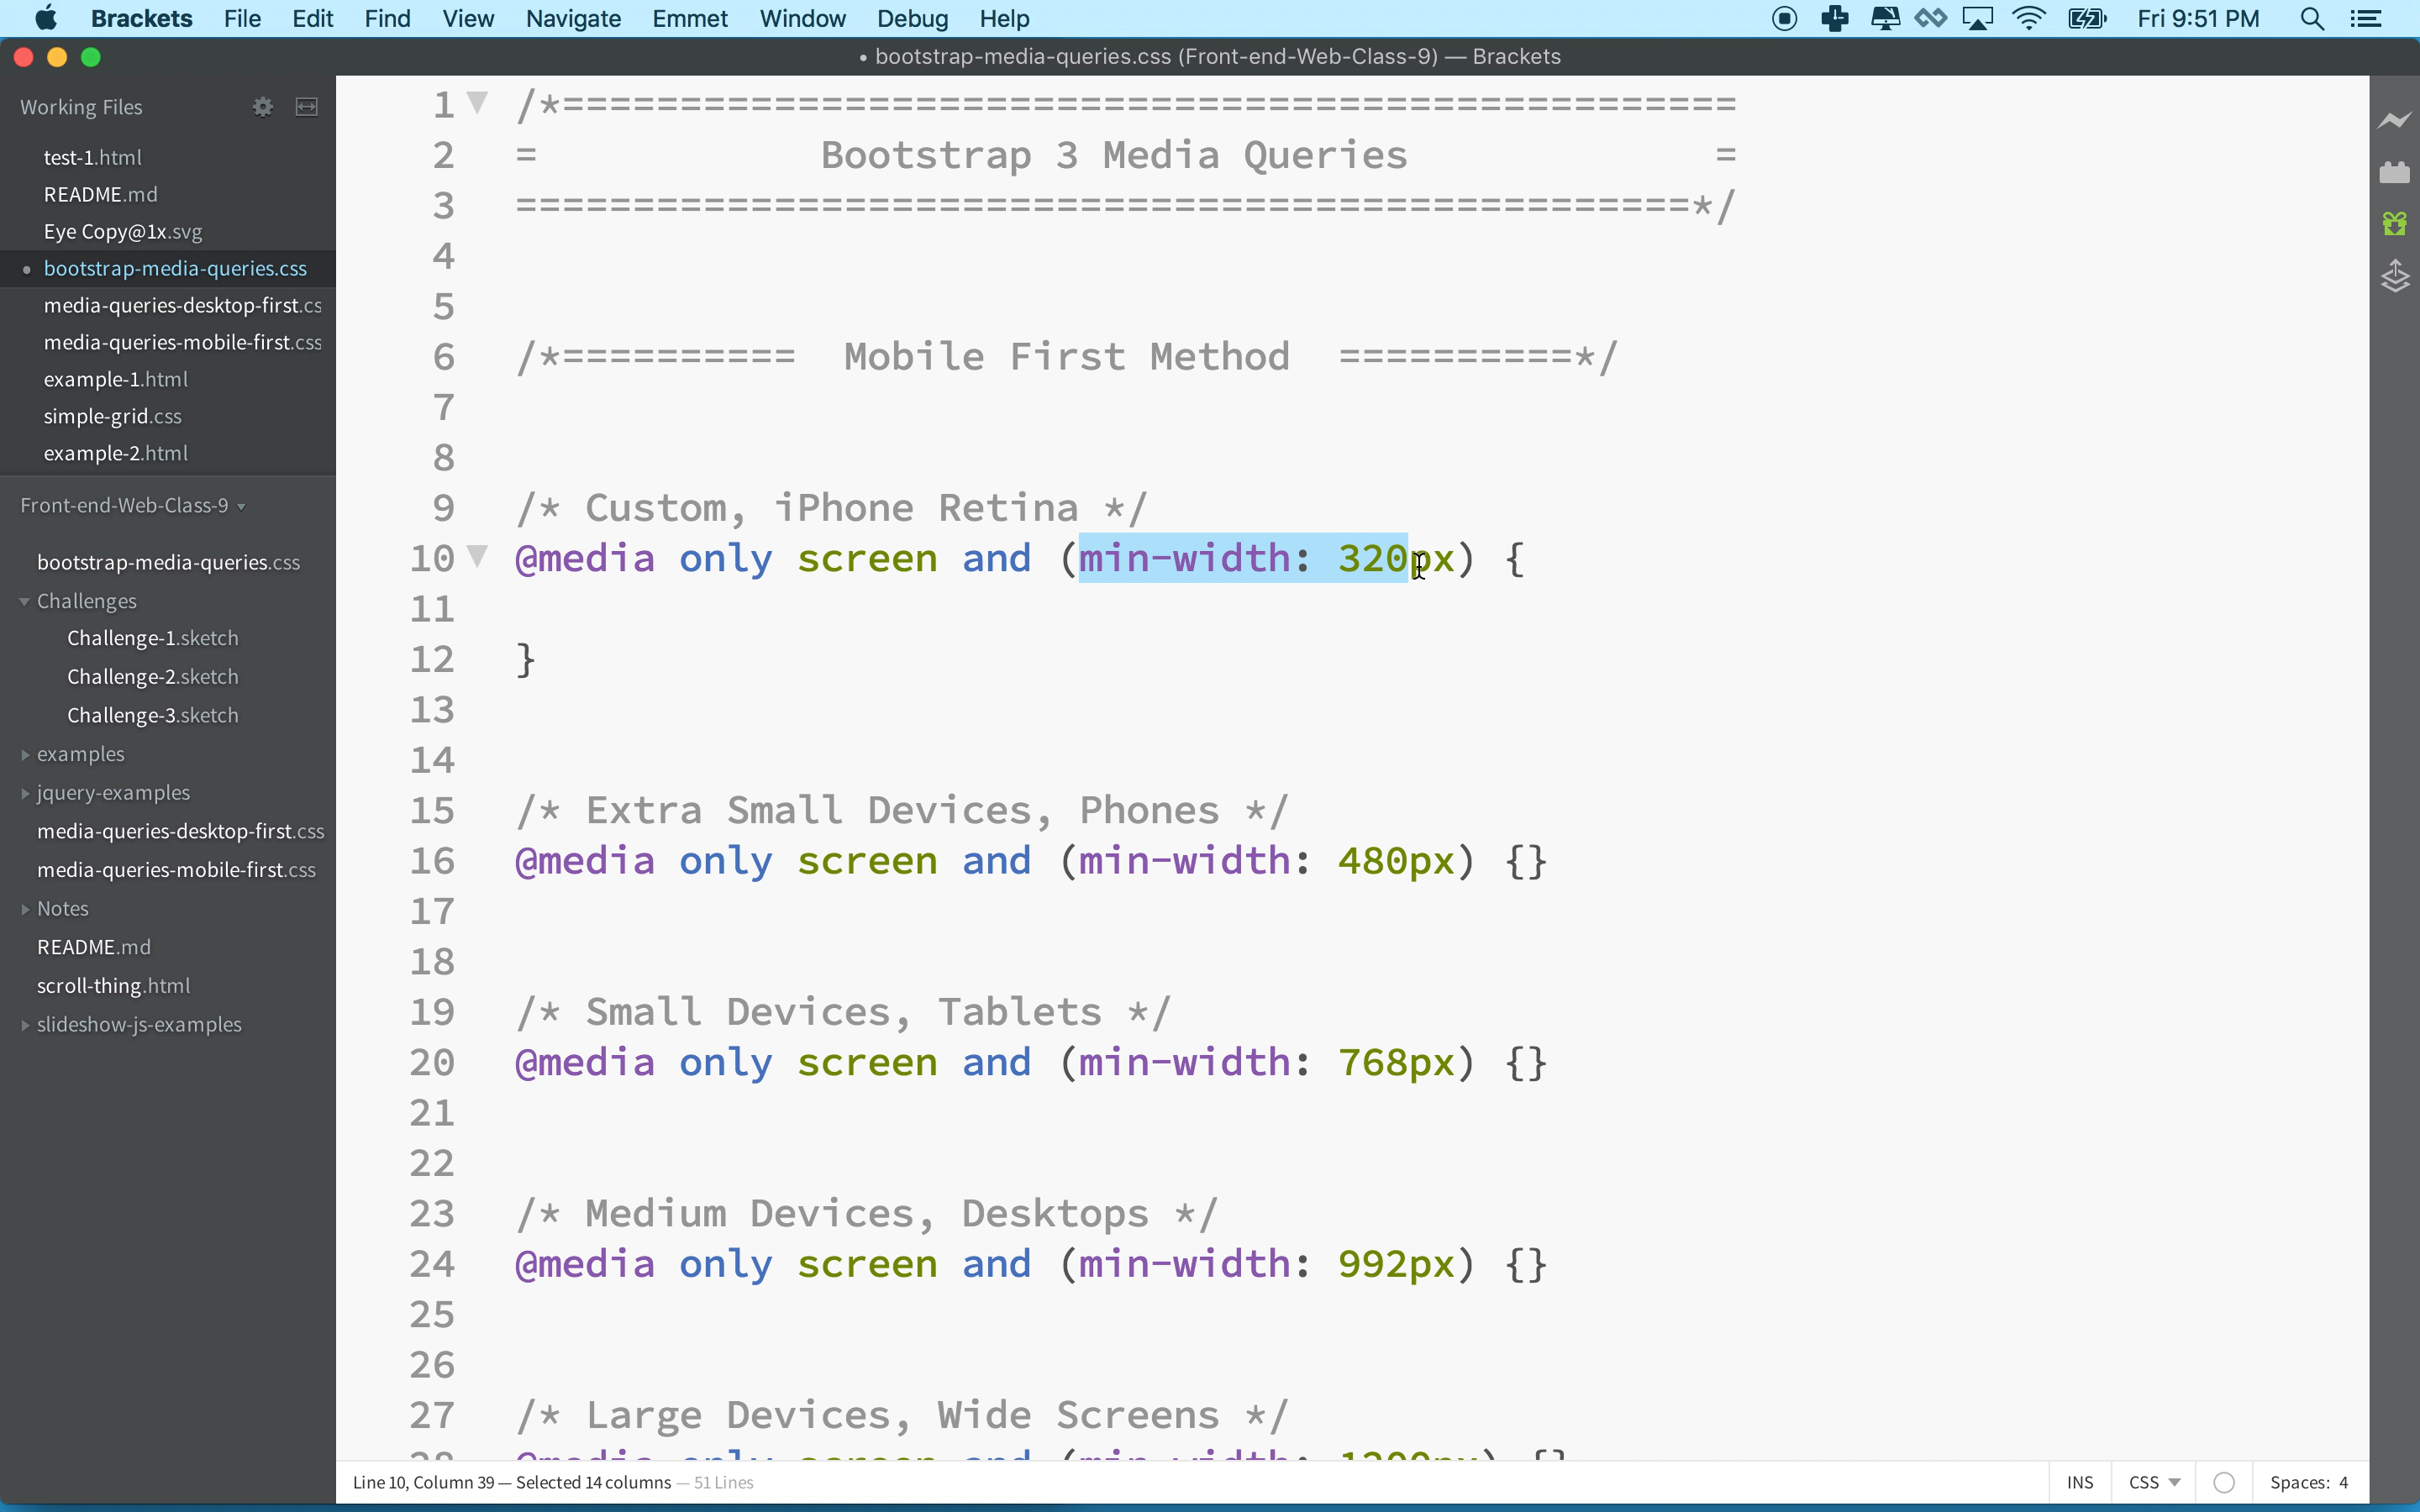 Brackets File Edit Find View Navigate Emmet Window Debug Help Fri 9:51 PM
• bootstrap-media-queries.css (Front-end-Web-Class-9) — Brackets
Working Files
test-1.html
README.md
Eye Copy@1x.svg
• bootstrap-media-queries.css
media-queries-desktop-first.cs
media-queries-mobile-first.css
example-1.html
simple-grid.css
example-2.html
Front-end-Web-Class-9
bootstrap-media-queries.css
Challenges
Challenge-1.sketch
Challenge-2.sketch
Challenge-3.sketch
examples
jquery-examples
media-queries-desktop-first.css
media-queries-mobile-first.css
Notes
README.md
scroll-thing.html
slideshow-js-examples
1 /*==================================================
2 = Bootstrap 3 Media Queries =
3 ==================================================*/
4
5
6 /*========== Mobile First Method ==========*/
7
8
9 /* Custom, iPhone Retina */
10 @media only screen and (min-width: 320px) {
11
12 }
13
14
15 /* Extra Small Devices, Phones */
16 @media only screen and (min-width: 480px) {}
17
18
19 /* Small Devices, Tablets */
20 @media only screen and (min-width: 768px) {}
21
22
23 /* Medium Devices, Desktops */
24 @media only screen and (min-width: 992px) {}
25
26
27 /* Large Devices, Wide Screens */
28 @media only screen and (min-width: 1200px) {}
Line 10, Column 39 — Selected 14 columns — 51 Lines INS CSS Spaces: 4